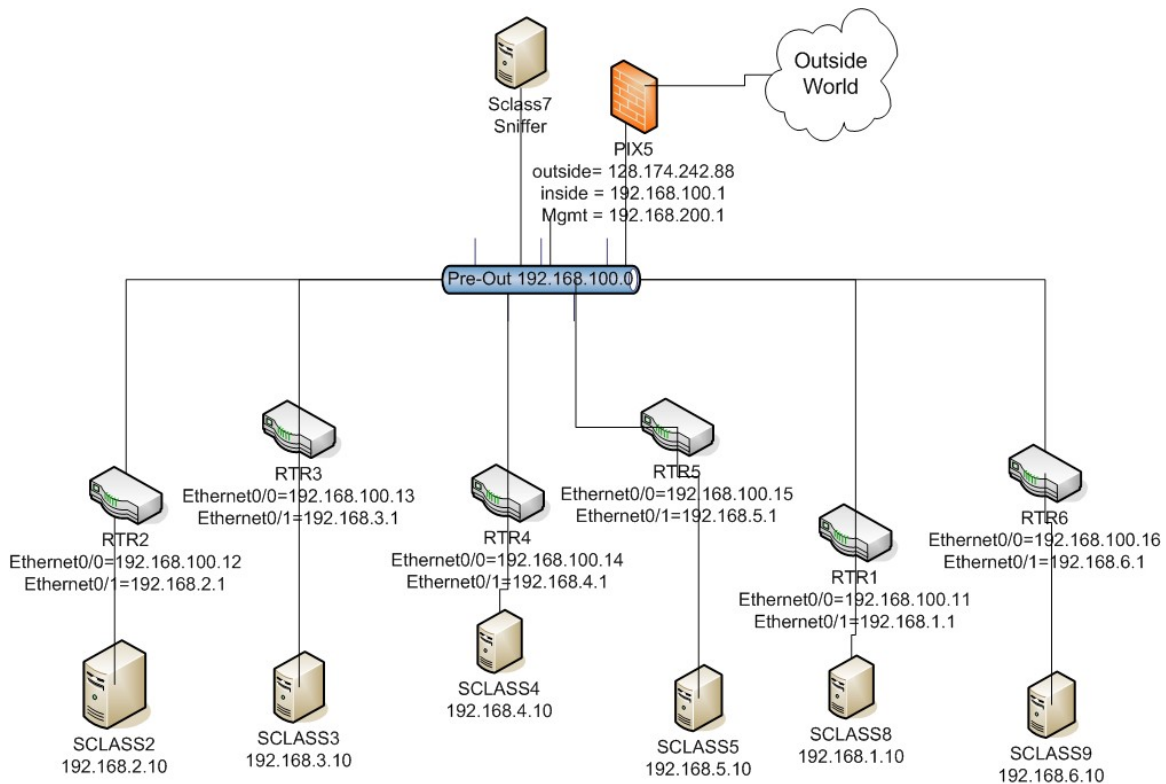 Outside
World
Sclass7
Sniffer
PIX5
outside= 128.174.242.88
inside = 192.168.100.1
Mgmt = 192.168.200.1
Pre-Out 192.168.100.0
RTR2
Ethernet0/0=192.168.100.12
Ethernet0/1=192.168.2.1
RTR3
Ethernet0/0=192.168.100.13
Ethernet0/1=192.168.3.1
RTR4
Ethernet0/0=192.168.100.14
Ethernet0/1=192.168.4.1
RTR5
Ethernet0/0=192.168.100.15
Ethernet0/1=192.168.5.1
RTR1
Ethernet0/0=192.168.100.11
Ethernet0/1=192.168.1.1
RTR6
Ethernet0/0=192.168.100.16
Ethernet0/1=192.168.6.1
SCLASS2
192.168.2.10
SCLASS3
192.168.3.10
SCLASS4
192.168.4.10
SCLASS5
192.168.5.10
SCLASS8
192.168.1.10
SCLASS9
192.168.6.10